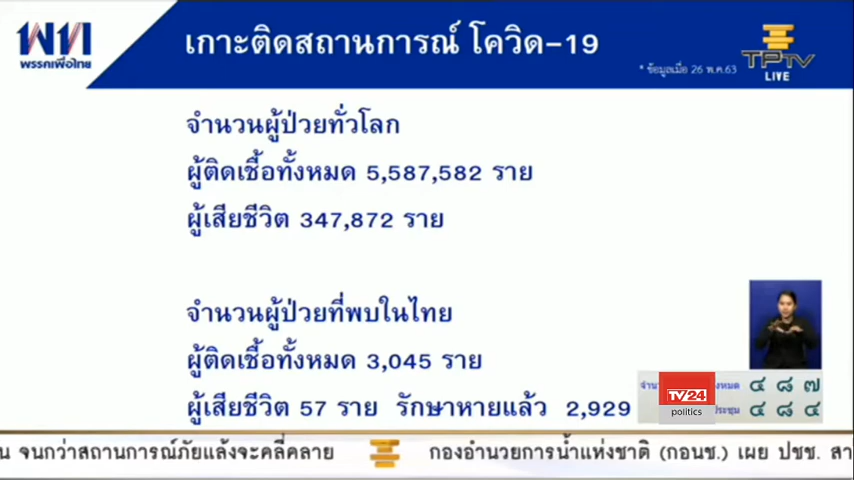 พท
พรรคเพื่อไทย
เกาะติดสถานการณ์ โควิด-19
* ข้อมูลเมื่อ 26 พ.ค.63
TPTV
LIVE
จำนวนผู้ป่วยทั่วโลก
ผู้ติดเชื้อทั้งหมด 5,587,582 ราย
ผู้เสียชีวิต 347,872 ราย
จำนวนผู้ป่วยที่พบในไทย
ผู้ติดเชื้อทั้งหมด 3,045 ราย
ผู้เสียชีวิต 57 ราย รักษาหายแล้ว 2,929
๔ ๘ ๗
TV24
politics
๔ ๘ ๔
น จนกว่าสถานการณ์ภัยแล้งจะคลี่คลาย กองอำนวยการน้ำแห่งชาติ (กอนช.) เผย ปชช. สา